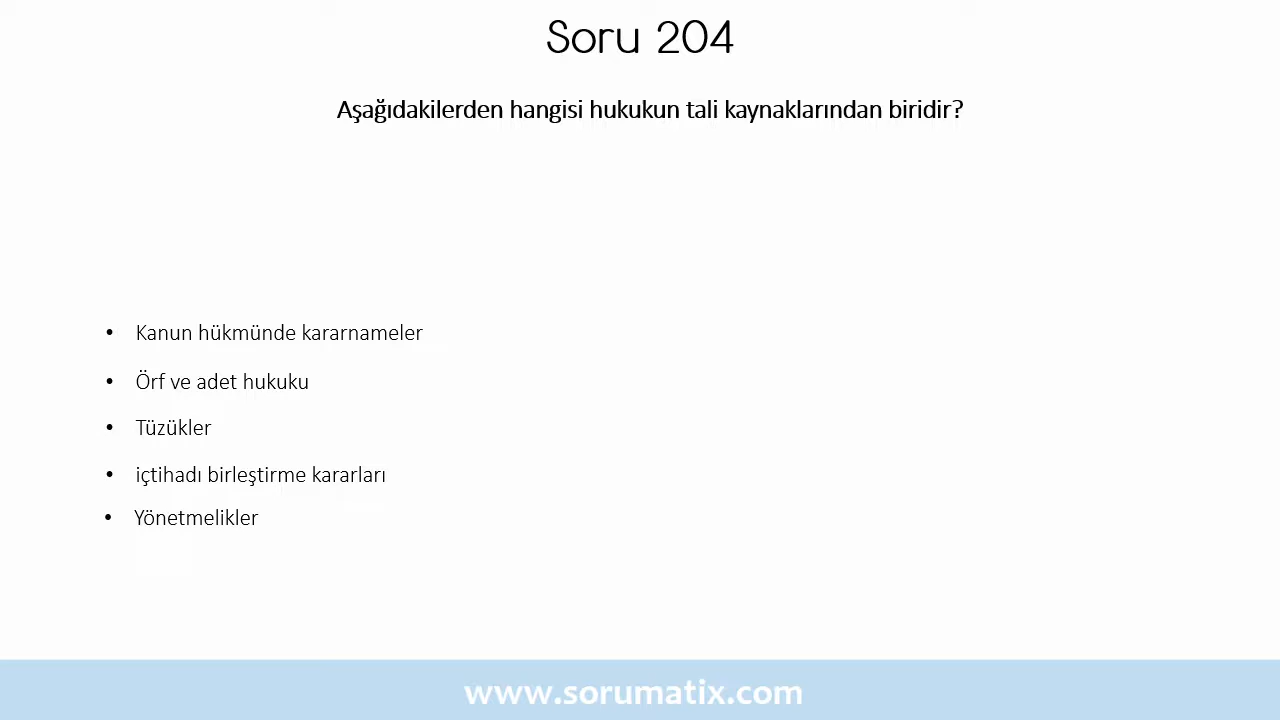 Soru 204
Aşağıdakilerden hangisi hukukun tali kaynaklarından biridir?
• Kanun hükmünde kararnameler
• Örf ve adet hukuku
• Tüzükler
• içtihadı birleştirme kararları
• Yönetmelikler
www.sorumatix.com